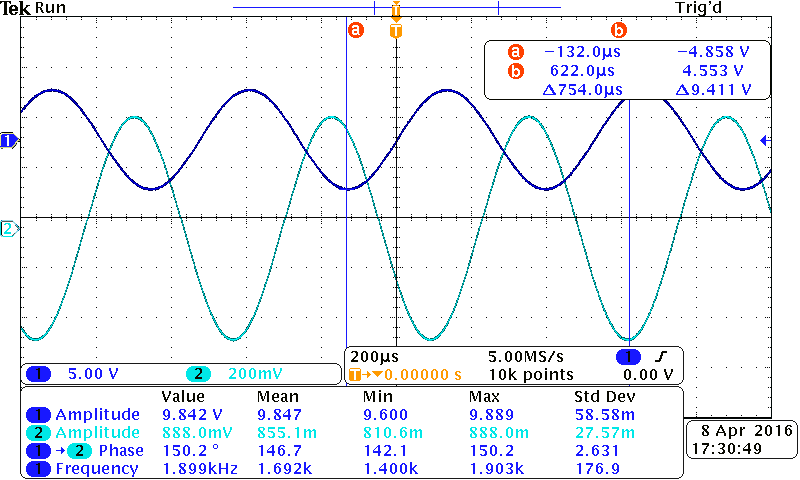 Tek Run Trig'd
T
a b
T
a −132.0µs −4.858 V
b 622.0µs 4.553 V
Δ754.0µs Δ9.411 V
1
2
1 5.00 V 2 200mV
200µs 5.00MS/s 1
T→▼0.00000 s 10k points 0.00 V
Value Mean Min Max Std Dev
1 Amplitude 9.842 V 9.847 9.600 9.889 58.58m
2 Amplitude 888.0mV 855.1m 810.6m 888.0m 27.57m
1 → 2 Phase 150.2 ° 146.7 142.1 150.2 2.631
1 Frequency 1.899kHz 1.692k 1.400k 1.903k 176.9
8 Apr 2016
17:30:49